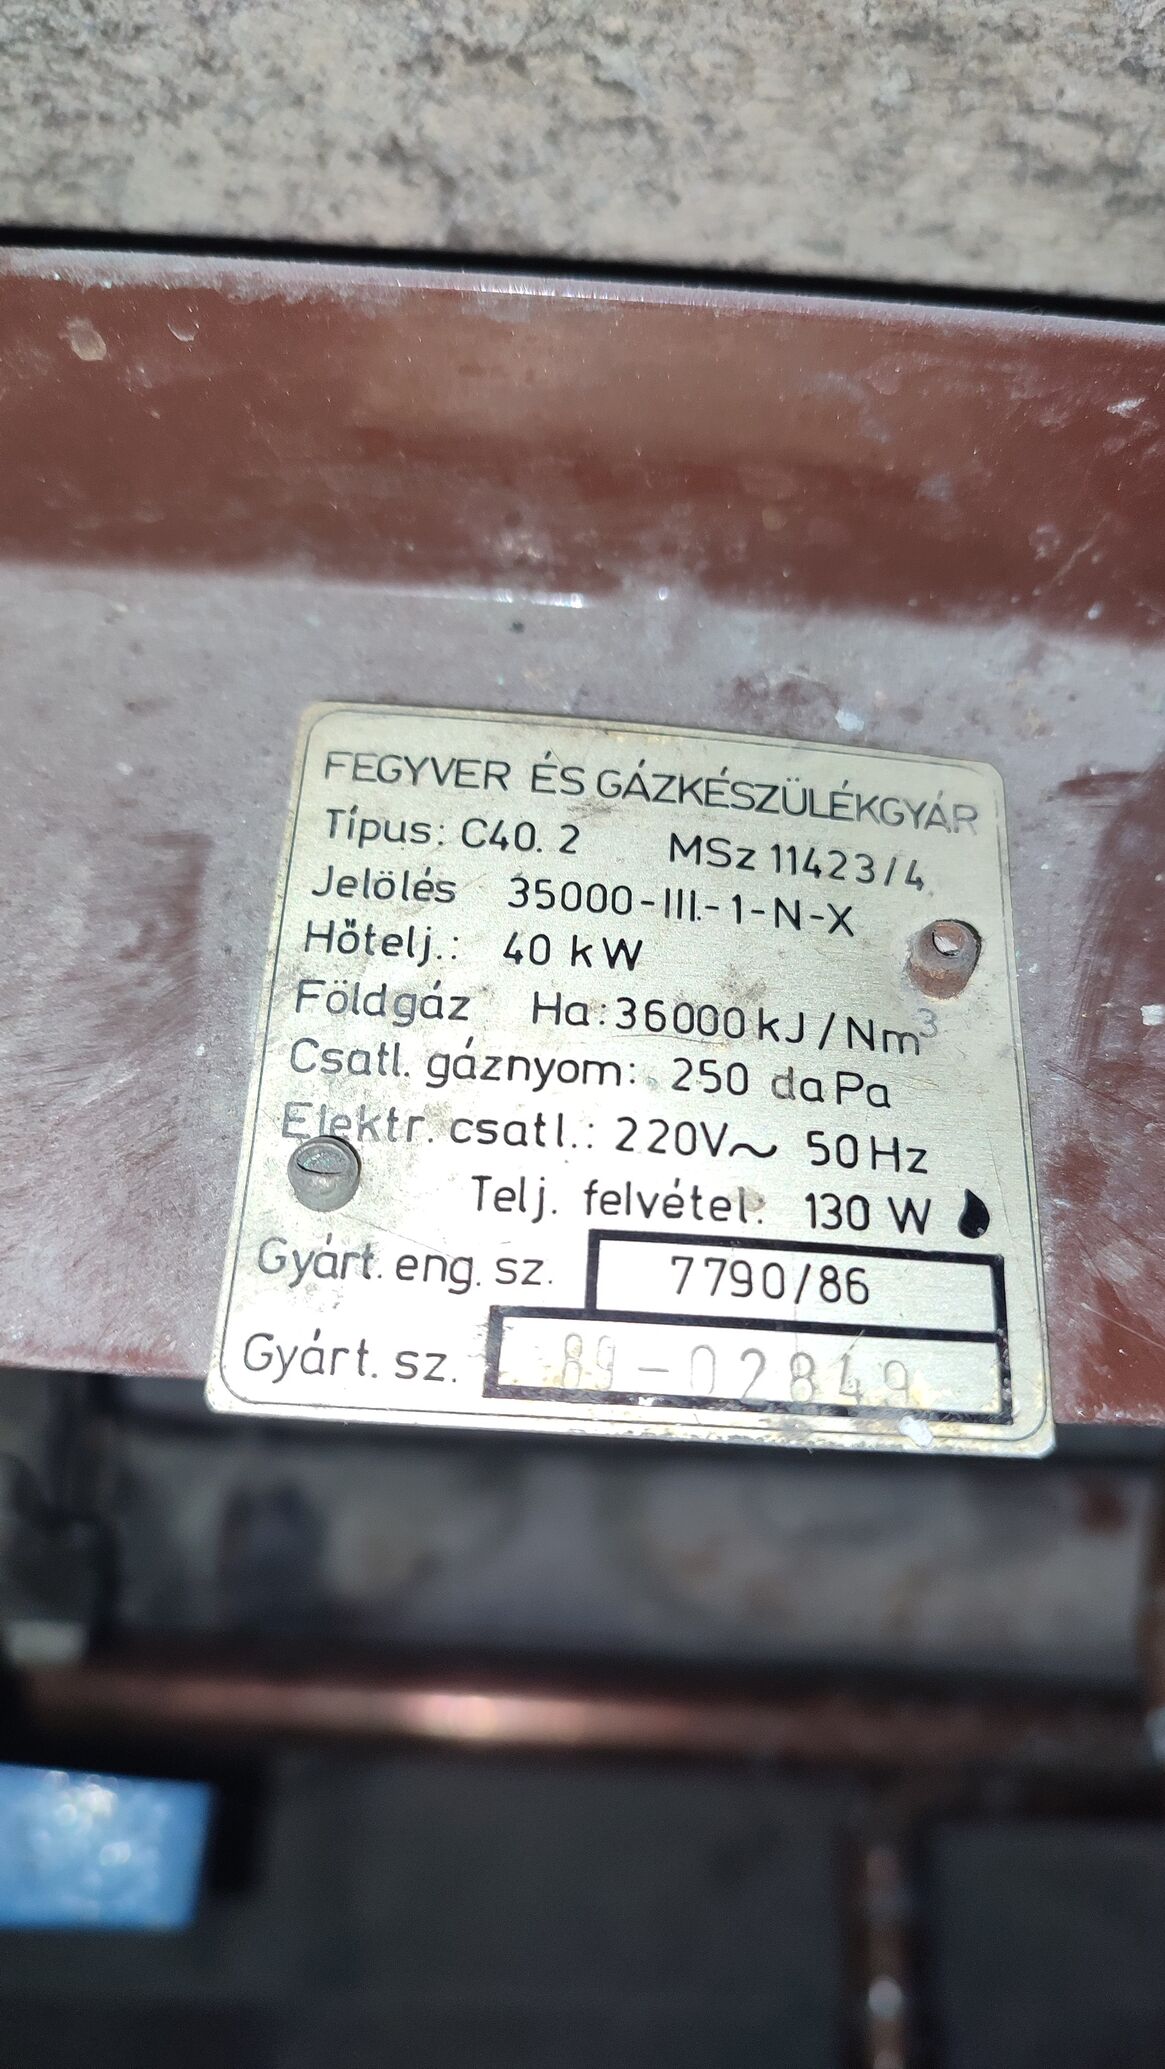 FEGYVER ÉS GÁZKÉSZÜLÉKGYÁR
Típus: C40.2 MSz 11423/4
Jelölés 35000-III.-1-N-X
Hőtelj.: 40 kW
Földgáz Ha: 36000 kJ/Nm³
Csatl. gáznyom: 250 daPa
Elektr. csatl.: 220V~ 50Hz
Telj. felvétel: 130 W
Gyárt. eng. sz. 7790/86
Gyárt. sz. 89-02849